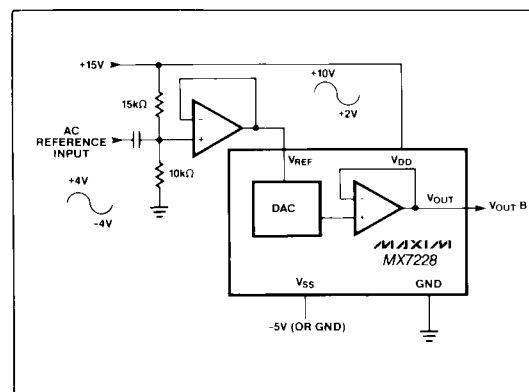 +15V
+10V
+2V
15kΩ
AC
REFERENCE
INPUT
10kΩ
+4V
-4V
-
+
VREF
VDD
DAC
-
+
VOUT
VOUT B
MAXIM
MX7228
VSS
GND
-5V (OR GND)